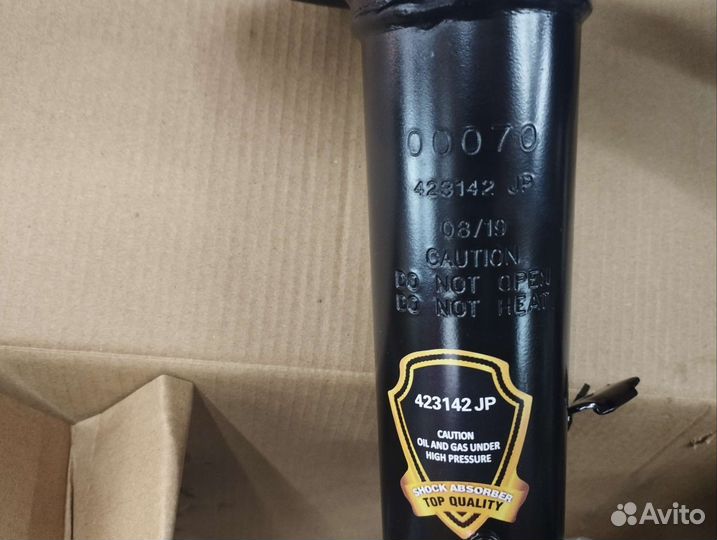 00070
423142 JP
08/19
CAUTION
DO NOT OPEN
DO NOT HEAT
423142 JP
CAUTION
OIL AND GAS UNDER
HIGH PRESSURE
SHOCK ABSORBER
TOP QUALITY
Avito